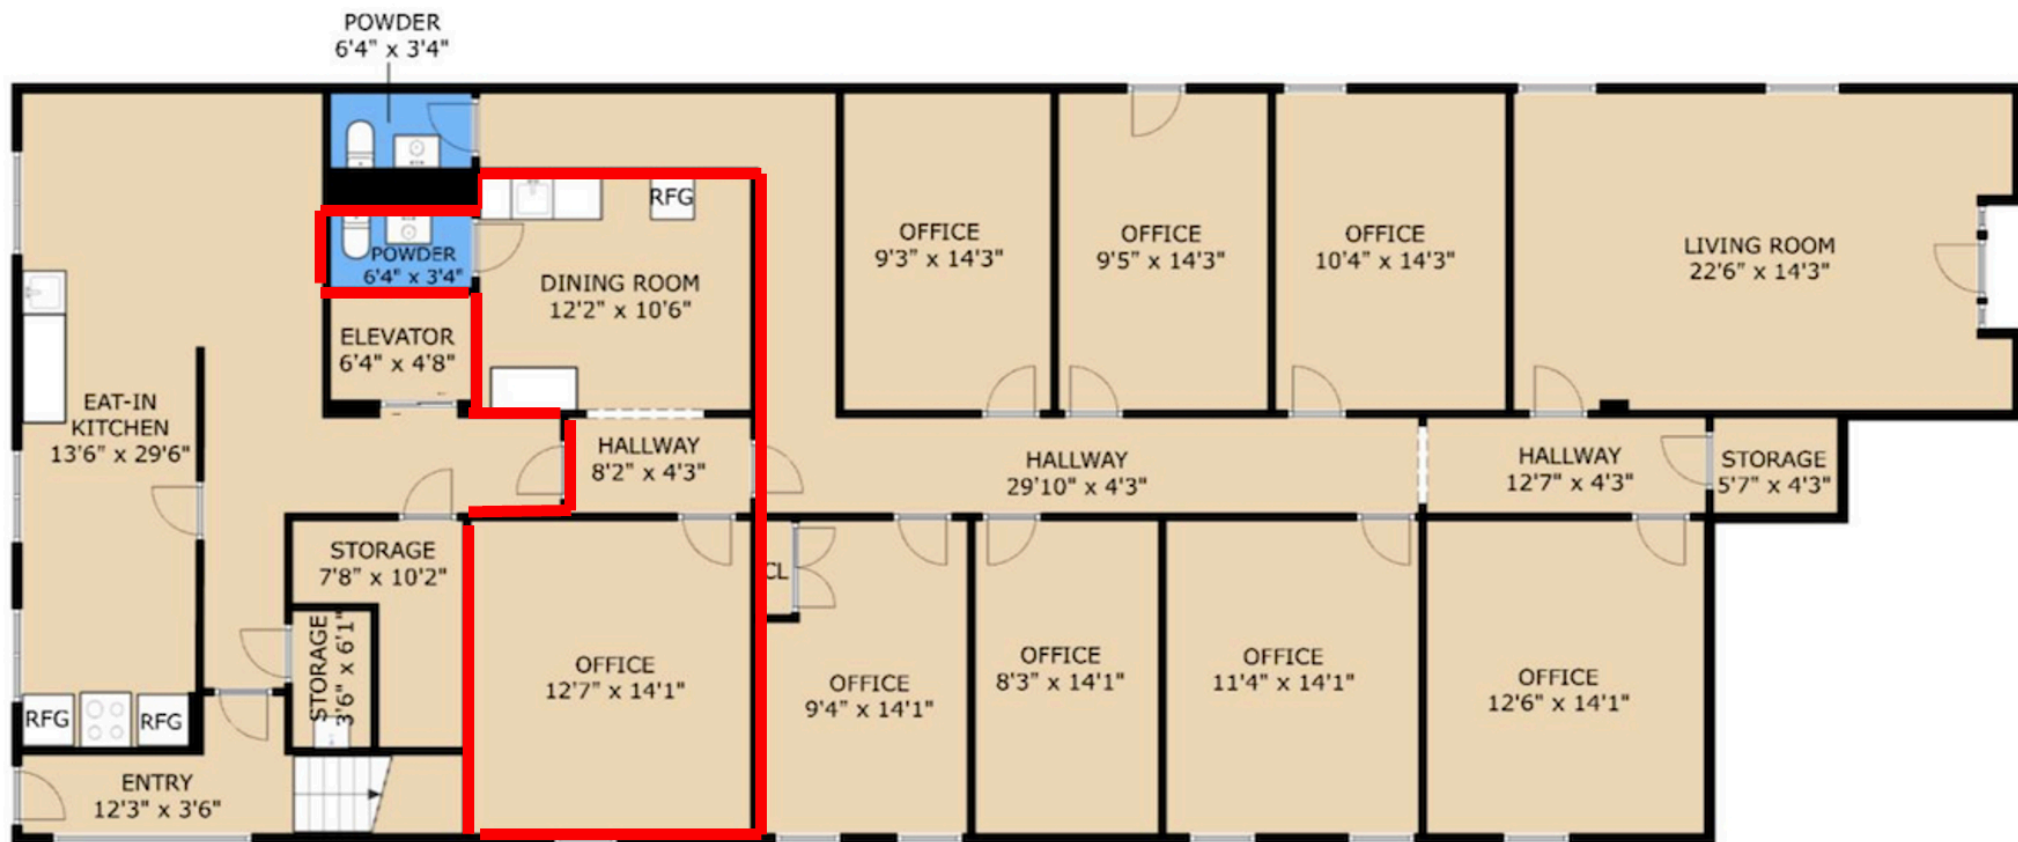 POWDER
6'4" x 3'4"
POWDER
6'4" x 3'4"
RFG
DINING ROOM
12'2" x 10'6"
ELEVATOR
6'4" x 4'8"
OFFICE
9'3" x 14'3"
OFFICE
9'5" x 14'3"
OFFICE
10'4" x 14'3"
LIVING ROOM
22'6" x 14'3"
EAT-IN
KITCHEN
13'6" x 29'6"
HALLWAY
8'2" x 4'3"
HALLWAY
29'10" x 4'3"
HALLWAY
12'7" x 4'3"
STORAGE
5'7" x 4'3"
STORAGE
7'8" x 10'2"
STORAGE
3'6" x 6'1"
CL
OFFICE
12'7" x 14'1"
OFFICE
9'4" x 14'1"
OFFICE
8'3" x 14'1"
OFFICE
11'4" x 14'1"
OFFICE
12'6" x 14'1"
RFG
RFG
ENTRY
12'3" x 3'6"